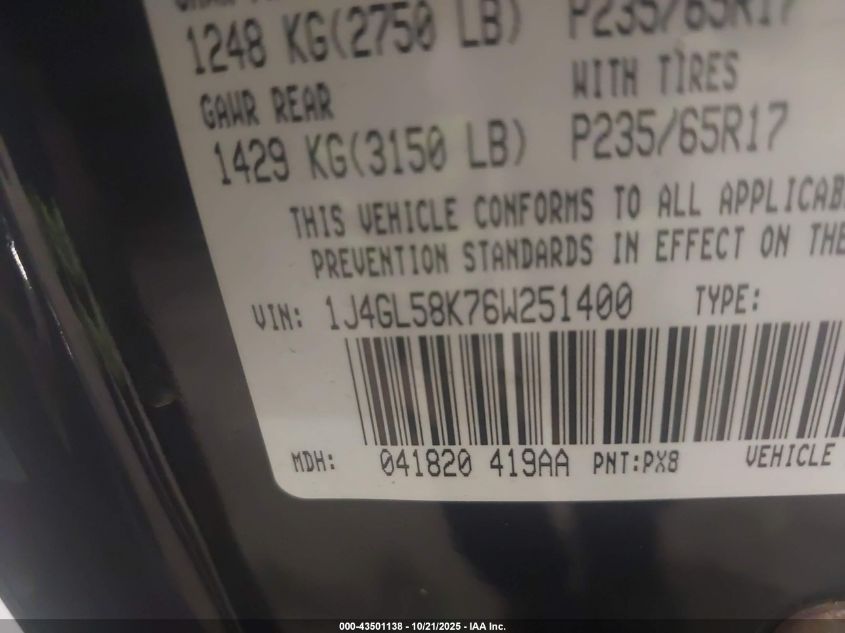 1248 KG(2750 LB) P235/65R17
GAWR REAR WITH TIRES
1429 KG(3150 LB) P235/65R17
THIS VEHICLE CONFORMS TO ALL APPLICAB
PREVENTION STANDARDS IN EFFECT ON THE
VIN: 1J4GL58K76W251400 TYPE:
MDH: 041820 419AA PNT:PX8 VEHICLE
000-43501138 - 10/21/2025 - IAA Inc.